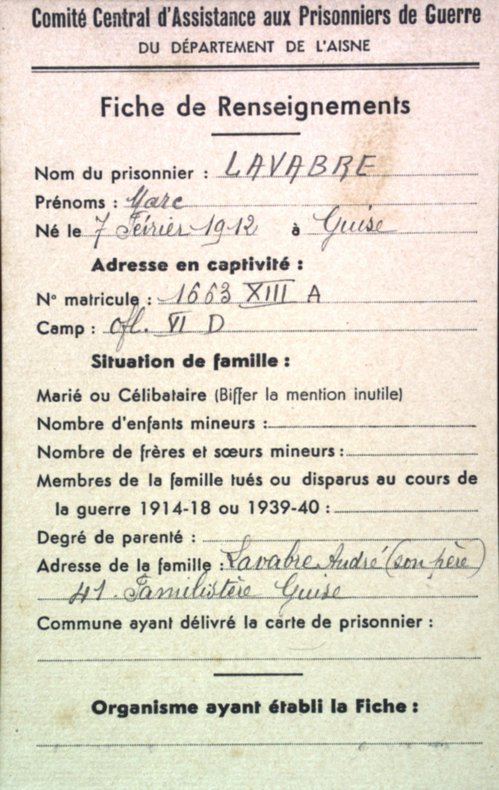 Comité Central d'Assistance aux Prisonniers de Guerre
DU DÉPARTEMENT DE L'AISNE
Fiche de Renseignements
Nom du prisonnier : LAVABRE
Prénoms : Marc
Né le 7 Février 1912 à Guise
Adresse en captivité :
N° matricule : 1663 XIII A
Camp : Ofl. VI D
Situation de famille :
Marié ou Célibataire (Biffer la mention inutile)
Nombre d'enfants mineurs :
Nombre de frères et sœurs mineurs :
Membres de la famille tués ou disparus au cours de
la guerre 1914-18 ou 1939-40 :
Degré de parenté :
Adresse de la famille : Lavabre André (son père)
41 - Familistère Guise
Commune ayant délivré la carte de prisonnier :
Organisme ayant établi la Fiche :